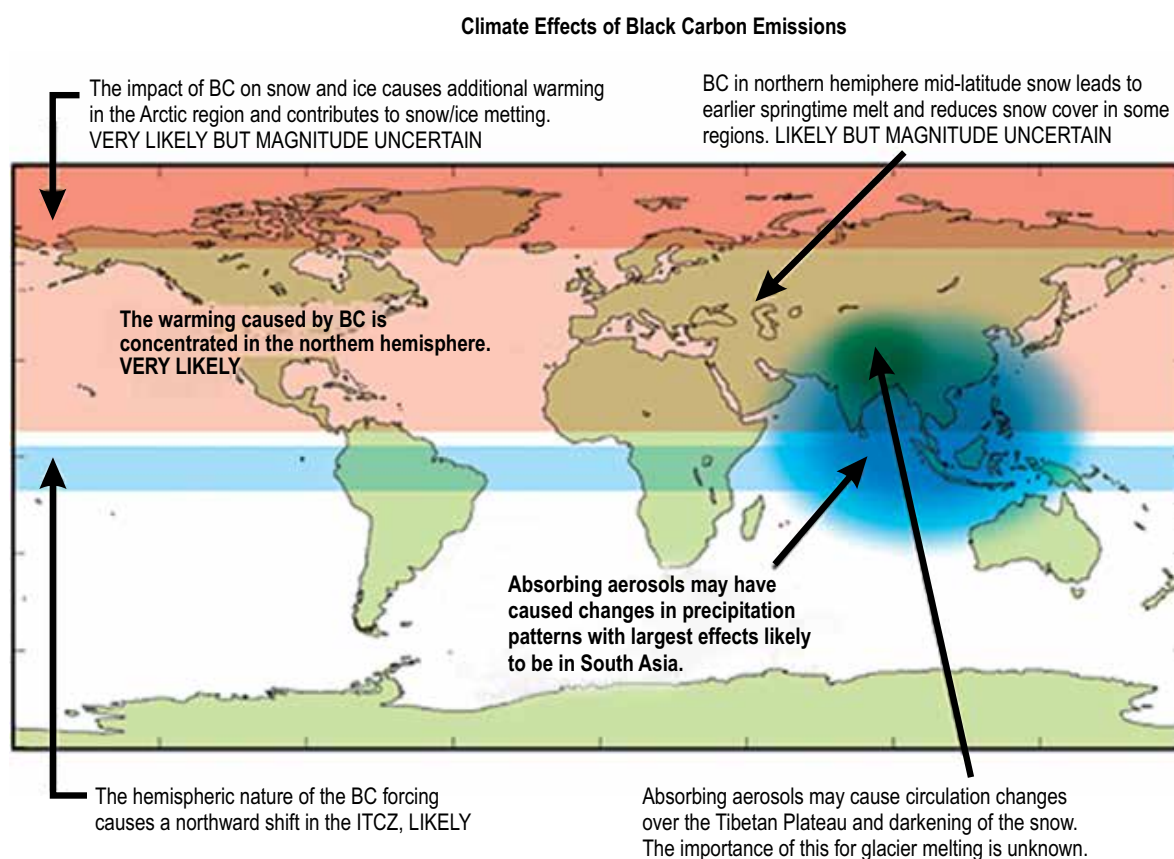 Climate Effects of Black Carbon Emissions
The impact of BC on snow and ice causes additional warming
in the Arctic region and contributes to snow/ice metting.
VERY LIKELY BUT MAGNITUDE UNCERTAIN
BC in northern hemiphere mid-latitude snow leads to
earlier springtime melt and reduces snow cover in some
regions. LIKELY BUT MAGNITUDE UNCERTAIN
The warming caused by BC is
concentrated in the northem hemisphere.
VERY LIKELY
Absorbing aerosols may have
caused changes in precipitation
patterns with largest effects likely
to be in South Asia.
The hemispheric nature of the BC forcing
causes a northward shift in the ITCZ, LIKELY
Absorbing aerosols may cause circulation changes
over the Tibetan Plateau and darkening of the snow.
The importance of this for glacier melting is unknown.